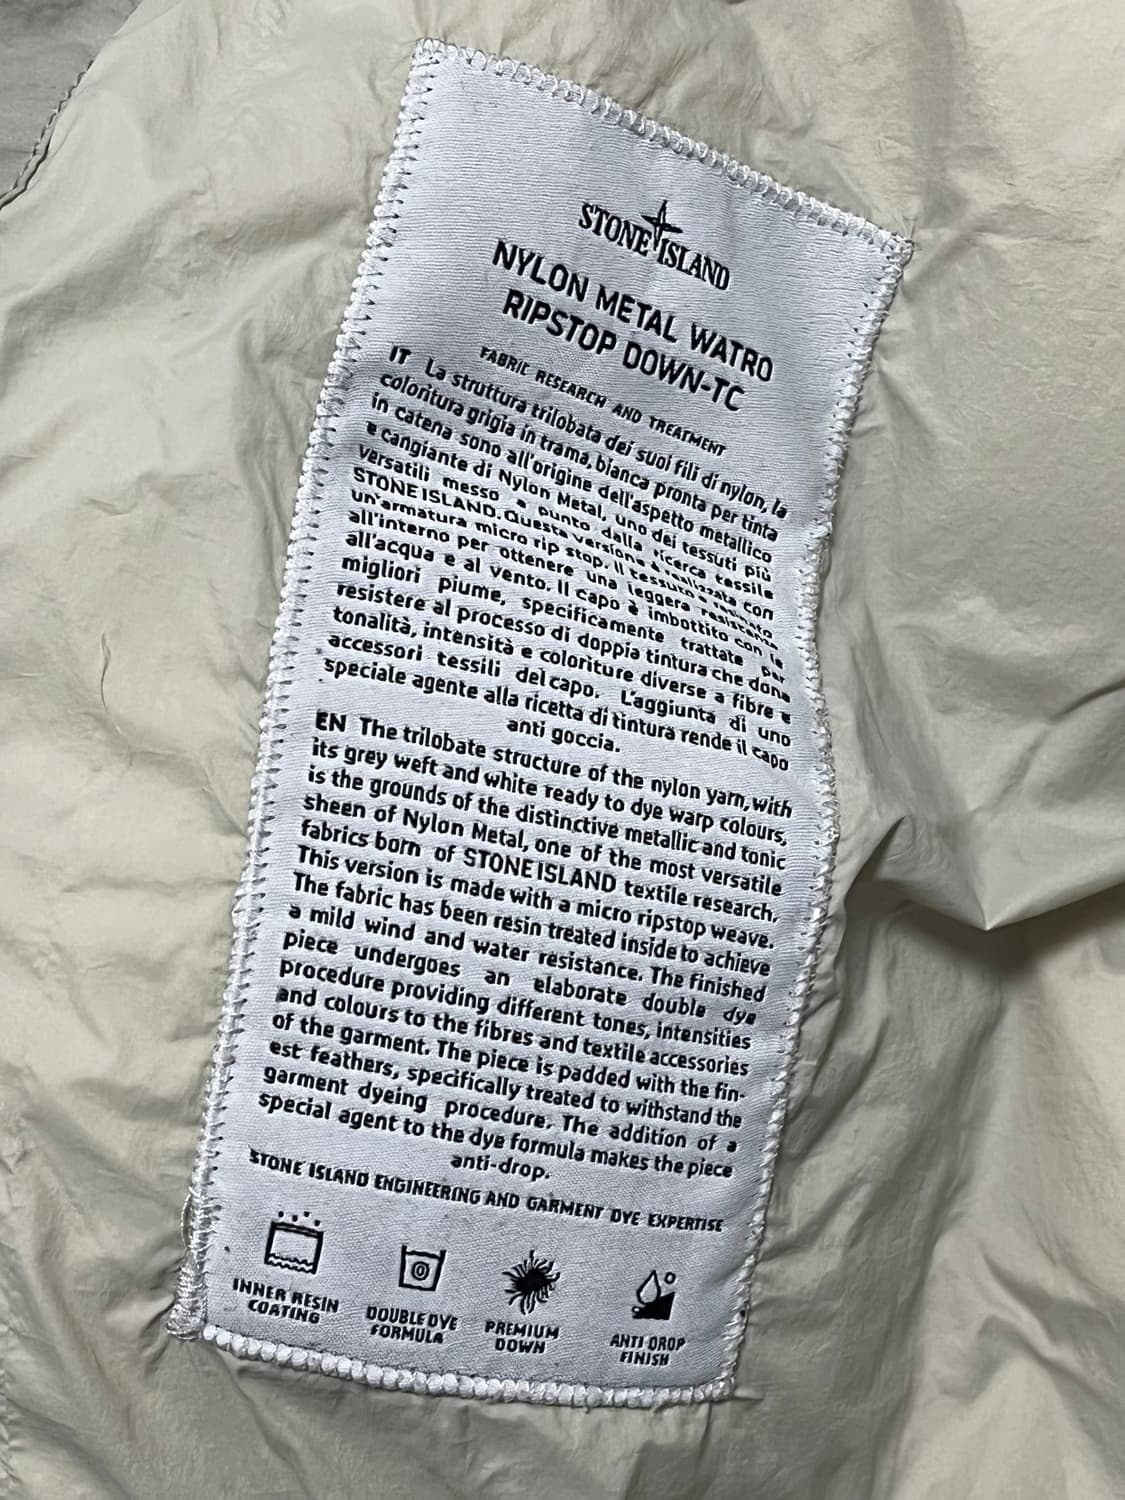 STONE ISLAND
NYLON METAL WATRO
RIPSTOP DOWN-TC
FABRIC RESEARCH AND TREATMENT
IT La struttura trilobata dei suoi fili di nylon, la
coloritura grigia in trama, bianca pronta per tinta
in catena sono all'origine dell'aspetto metallico
e cangiante di Nylon Metal, uno dei tessuti più
versatili messo a punto dalla ricerca tessile
STONE ISLAND. Questa versione è realizzata con
un'armatura micro rip stop. Il tessuto è resinato
all'interno per ottenere una leggera resistenza
all'acqua e al vento. Il capo è imbottito con le
migliori piume, specificamente trattate per
resistere al processo di doppia tintura che dona
tonalità, intensità e coloriture diverse a fibre e
accessori tessili del capo. L'aggiunta di uno
speciale agente alla ricetta di tintura rende il capo
anti goccia.
EN The trilobate structure of the nylon yarn, with
its grey weft and white ready to dye warp colours,
is the grounds of the distinctive metallic and tonic
sheen of Nylon Metal, one of the most versatile
fabrics born of STONE ISLAND textile research.
This version is made with a micro ripstop weave.
The fabric has been resin treated inside to achieve
a mild wind and water resistance. The finished
piece undergoes an elaborate double dye
procedure providing different tones, intensities
and colours to the fibres and textile accessories
of the garment. The piece is padded with the fin-
est feathers, specifically treated to withstand the
garment dyeing procedure. The addition of a
special agent to the dye formula makes the piece
anti-drop.
STONE ISLAND ENGINEERING AND GARMENT DYE EXPERTISE
INNER RESIN
COATING
DOUBLE DYE
FORMULA
PREMIUM
DOWN
ANTI DROP
FINISH